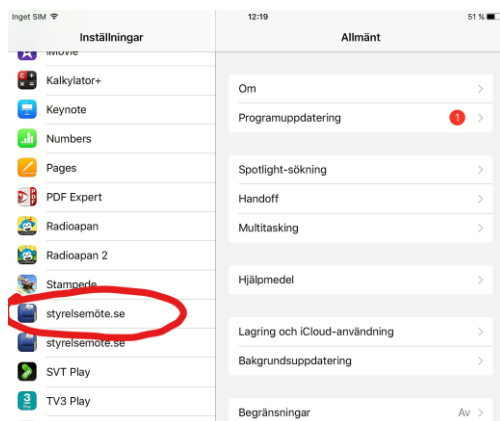 Inget SIM
12:19
51 %
Inställningar
Allmänt
iMovie
Kalkylator+
Keynote
Numbers
Pages
PDF Expert
Radioapan
Radioapan 2
Stampede
styrelsemöte.se
styrelsemöte.se
SVT Play
TV3 Play
Om
Programuppdatering
1
Spotlight-sökning
Handoff
Multitasking
Hjälpmedel
Lagring och iCloud-användning
Bakgrundsuppdatering
Begränsningar
Av